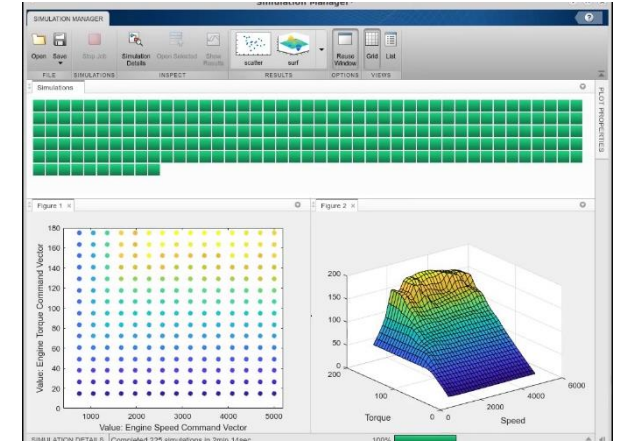 Simulation Manager
SIMULATION MANAGER
?
Open Save Stop Job Simulation Details Open Selected Show Results scatter surf Reuse Window Grid List
FILE SIMULATIONS INSPECT RESULTS OPTIONS VIEWS
Simulations
PLOT PROPERTIES
Figure 1 ×
180
160
140
120
100
80
60
40
20
0
Value: Engine Torque Command Vector
1000 2000 3000 4000 5000
Value: Engine Speed Command Vector
Figure 2 ×
200
150
100
50
0
200
100
0
Torque
0
2000
4000
6000
Speed
SIMULATION DETAILS Completed 225 simulations in 2min 14sec 100%